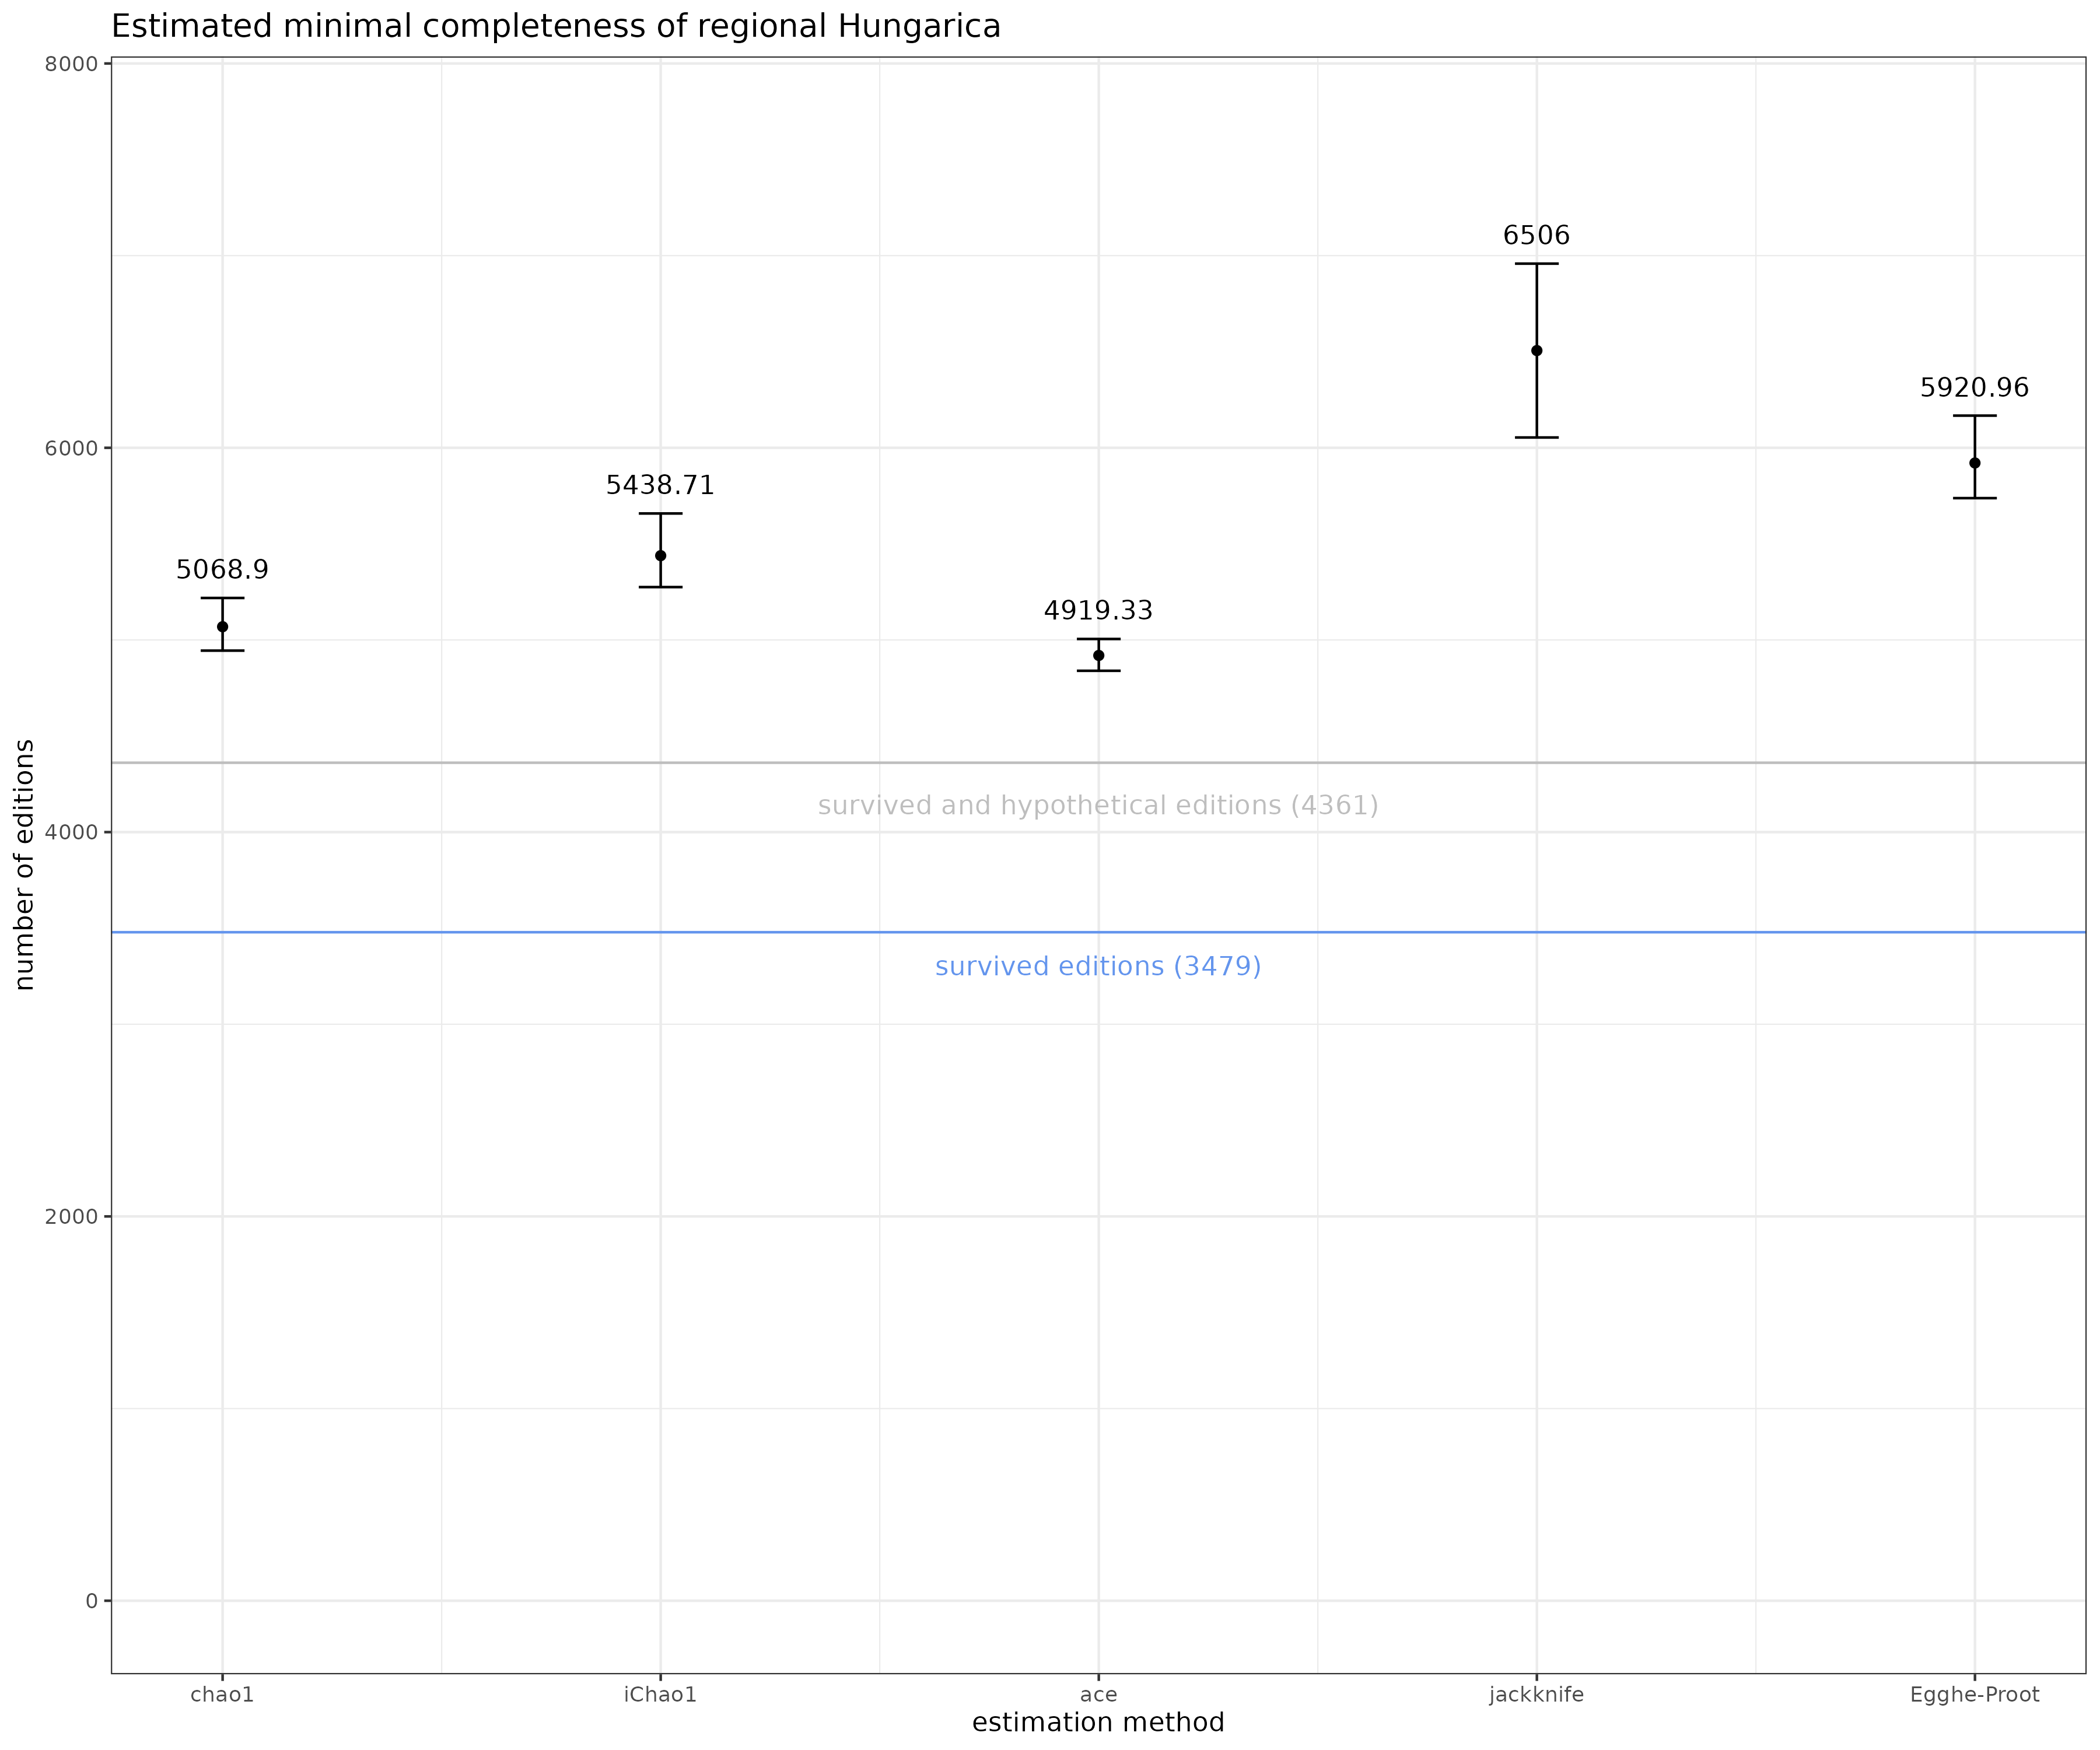 Estimated minimal completeness of regional Hungarica
8000
6506
6000
5920.96
5438.71
5068.9
4919.33
survived and hypothetical editions (4361)
4000
number of editions
survived editions (3479)
2000
0
chao1
iChao1
ace
jackknife
Egghe-Proot
estimation method